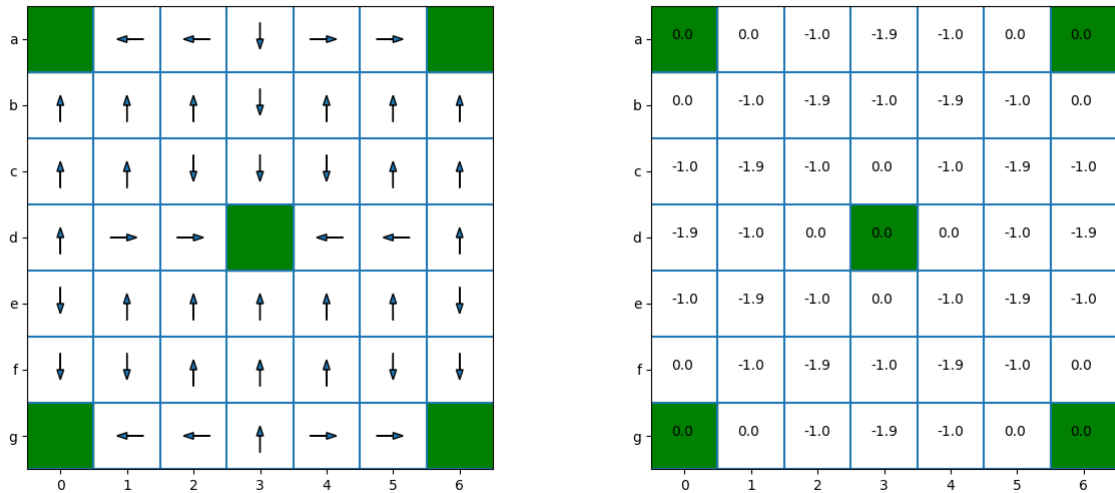 a 0.0 0.0 -1.0 -1.9 -1.0 0.0 0.0
b 0.0 -1.0 -1.9 -1.0 -1.9 -1.0 0.0
c -1.0 -1.9 -1.0 0.0 -1.0 -1.9 -1.0
d -1.9 -1.0 0.0 0.0 0.0 -1.0 -1.9
e -1.0 -1.9 -1.0 0.0 -1.0 -1.9 -1.0
f 0.0 -1.0 -1.9 -1.0 -1.9 -1.0 0.0
g 0.0 0.0 -1.0 -1.9 -1.0 0.0 0.0
0 1 2 3 4 5 6 0 1 2 3 4 5 6